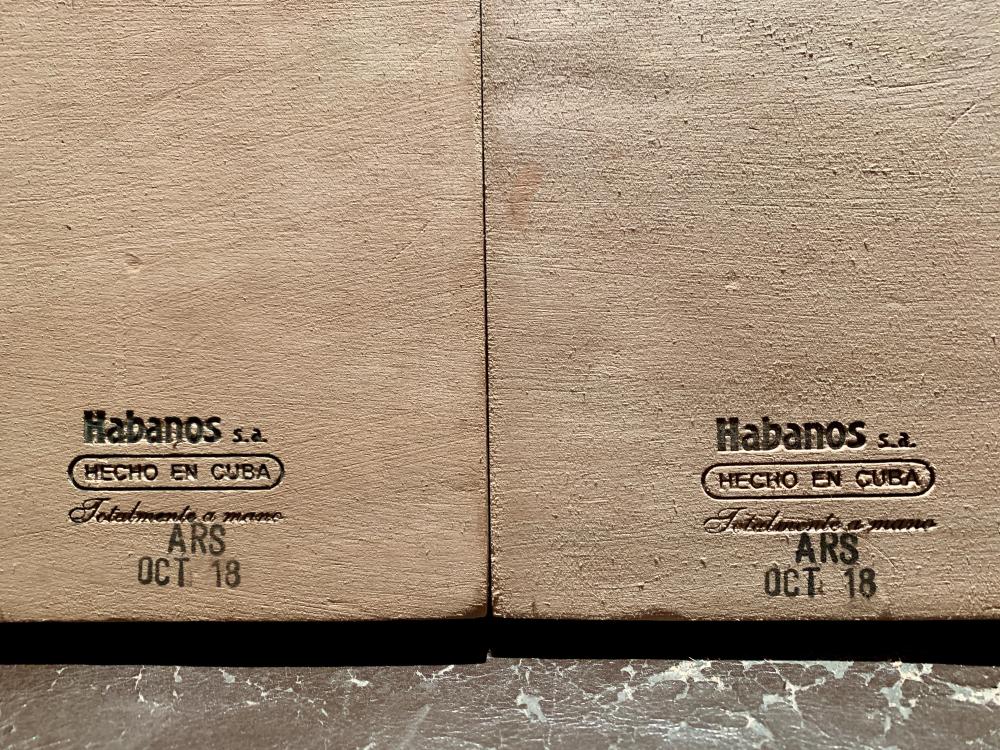 Habanos s.a.
HECHO EN CUBA
Totalmente a mano
ARS
OCT 18
Habanos s.a.
HECHO EN CUBA
Totalmente a mano
ARS
OCT 18